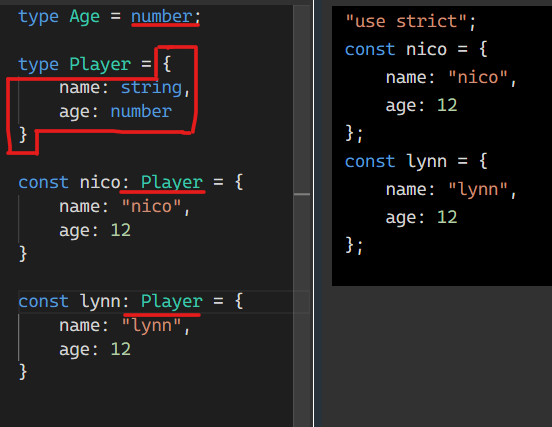 type Age = number;
type Player = {
name: string,
age: number
}
const nico: Player = {
name: "nico",
age: 12
}
const lynn: Player = {
name: "lynn",
age: 12
}
"use strict";
const nico = {
name: "nico",
age: 12
};
const lynn = {
name: "lynn",
age: 12
};